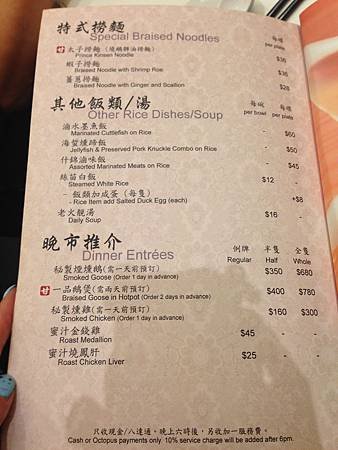 特式撈麵 每碟
Special Braised Noodles per plate
太子撈麵 (燒鵝髀油撈麵) $36
Prince Kinsen Noodle
蝦子撈麵 $36
Braised Noodle with Shrimp Roe
薑葱撈麵 $28
Braised Noodle with Ginger and Scallion
其他飯類/湯 每碗 每碟
Other Rice Dishes/Soup per bowl per plate
滷水墨魚飯 - $60
Marinated Cuttlefish on Rice
海蜇燻蹄飯 - $50
Jellyfish & Preserved Pork Knuckle Combo on Rice
什錦滷味飯 - $45
Assorted Marinated Meats on Rice
絲苗白飯 $12 -
Steamed White Rice
- 飯類加咸蛋 (每隻) +$8
- Rice Item add Salted Duck Egg (each)
老火靚湯 $16 -
Daily Soup
晚市推介 例牌 半隻 全隻
Dinner Entrées Regular Half Whole
秘製煙燻鵝(需一天前預訂) $350 $680
Smoked Goose (Order 1 day in advance)
一品鵝煲(需兩天前預訂) $400 $780
Braised Goose in Hotpot (Order 2 days in advance)
秘製煙燻雞(需一天前預訂) $160 $300
Smoked Chicken (Order 1 day in advance)
蜜汁金錢雞 $45 - -
Roast Medallion
蜜汁燒鳳肝 $25 - -
Roast Chicken Liver
只收現金/八達通。晚上六時後，另收加一服務費。
Cash or Octopus payments only. 10% service charge will be added after 6pm.